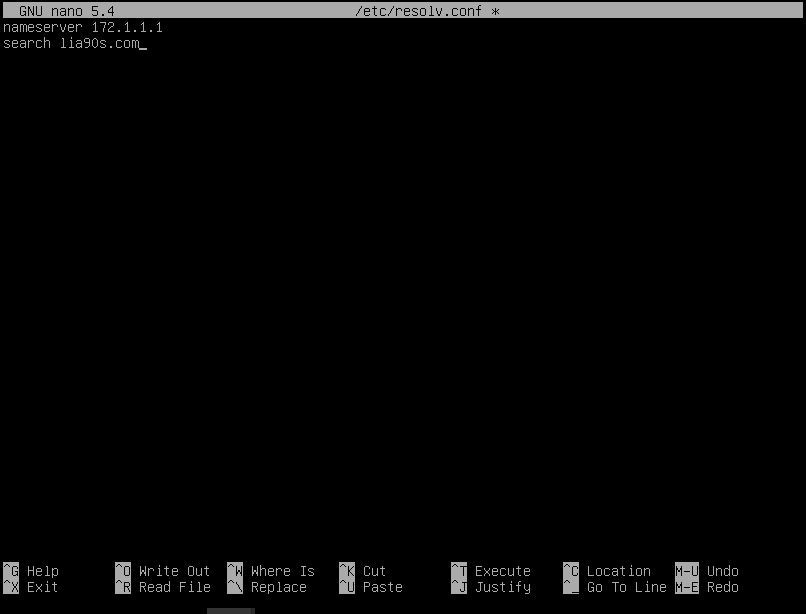 GNU nano 5.4 /etc/resolv.conf *
nameserver 172.1.1.1
search lia90s.com_
^G Help ^O Write Out ^W Where Is ^K Cut ^T Execute ^C Location M-U Undo
^X Exit ^R Read File ^\ Replace ^U Paste ^J Justify ^_ Go To Line M-E Redo